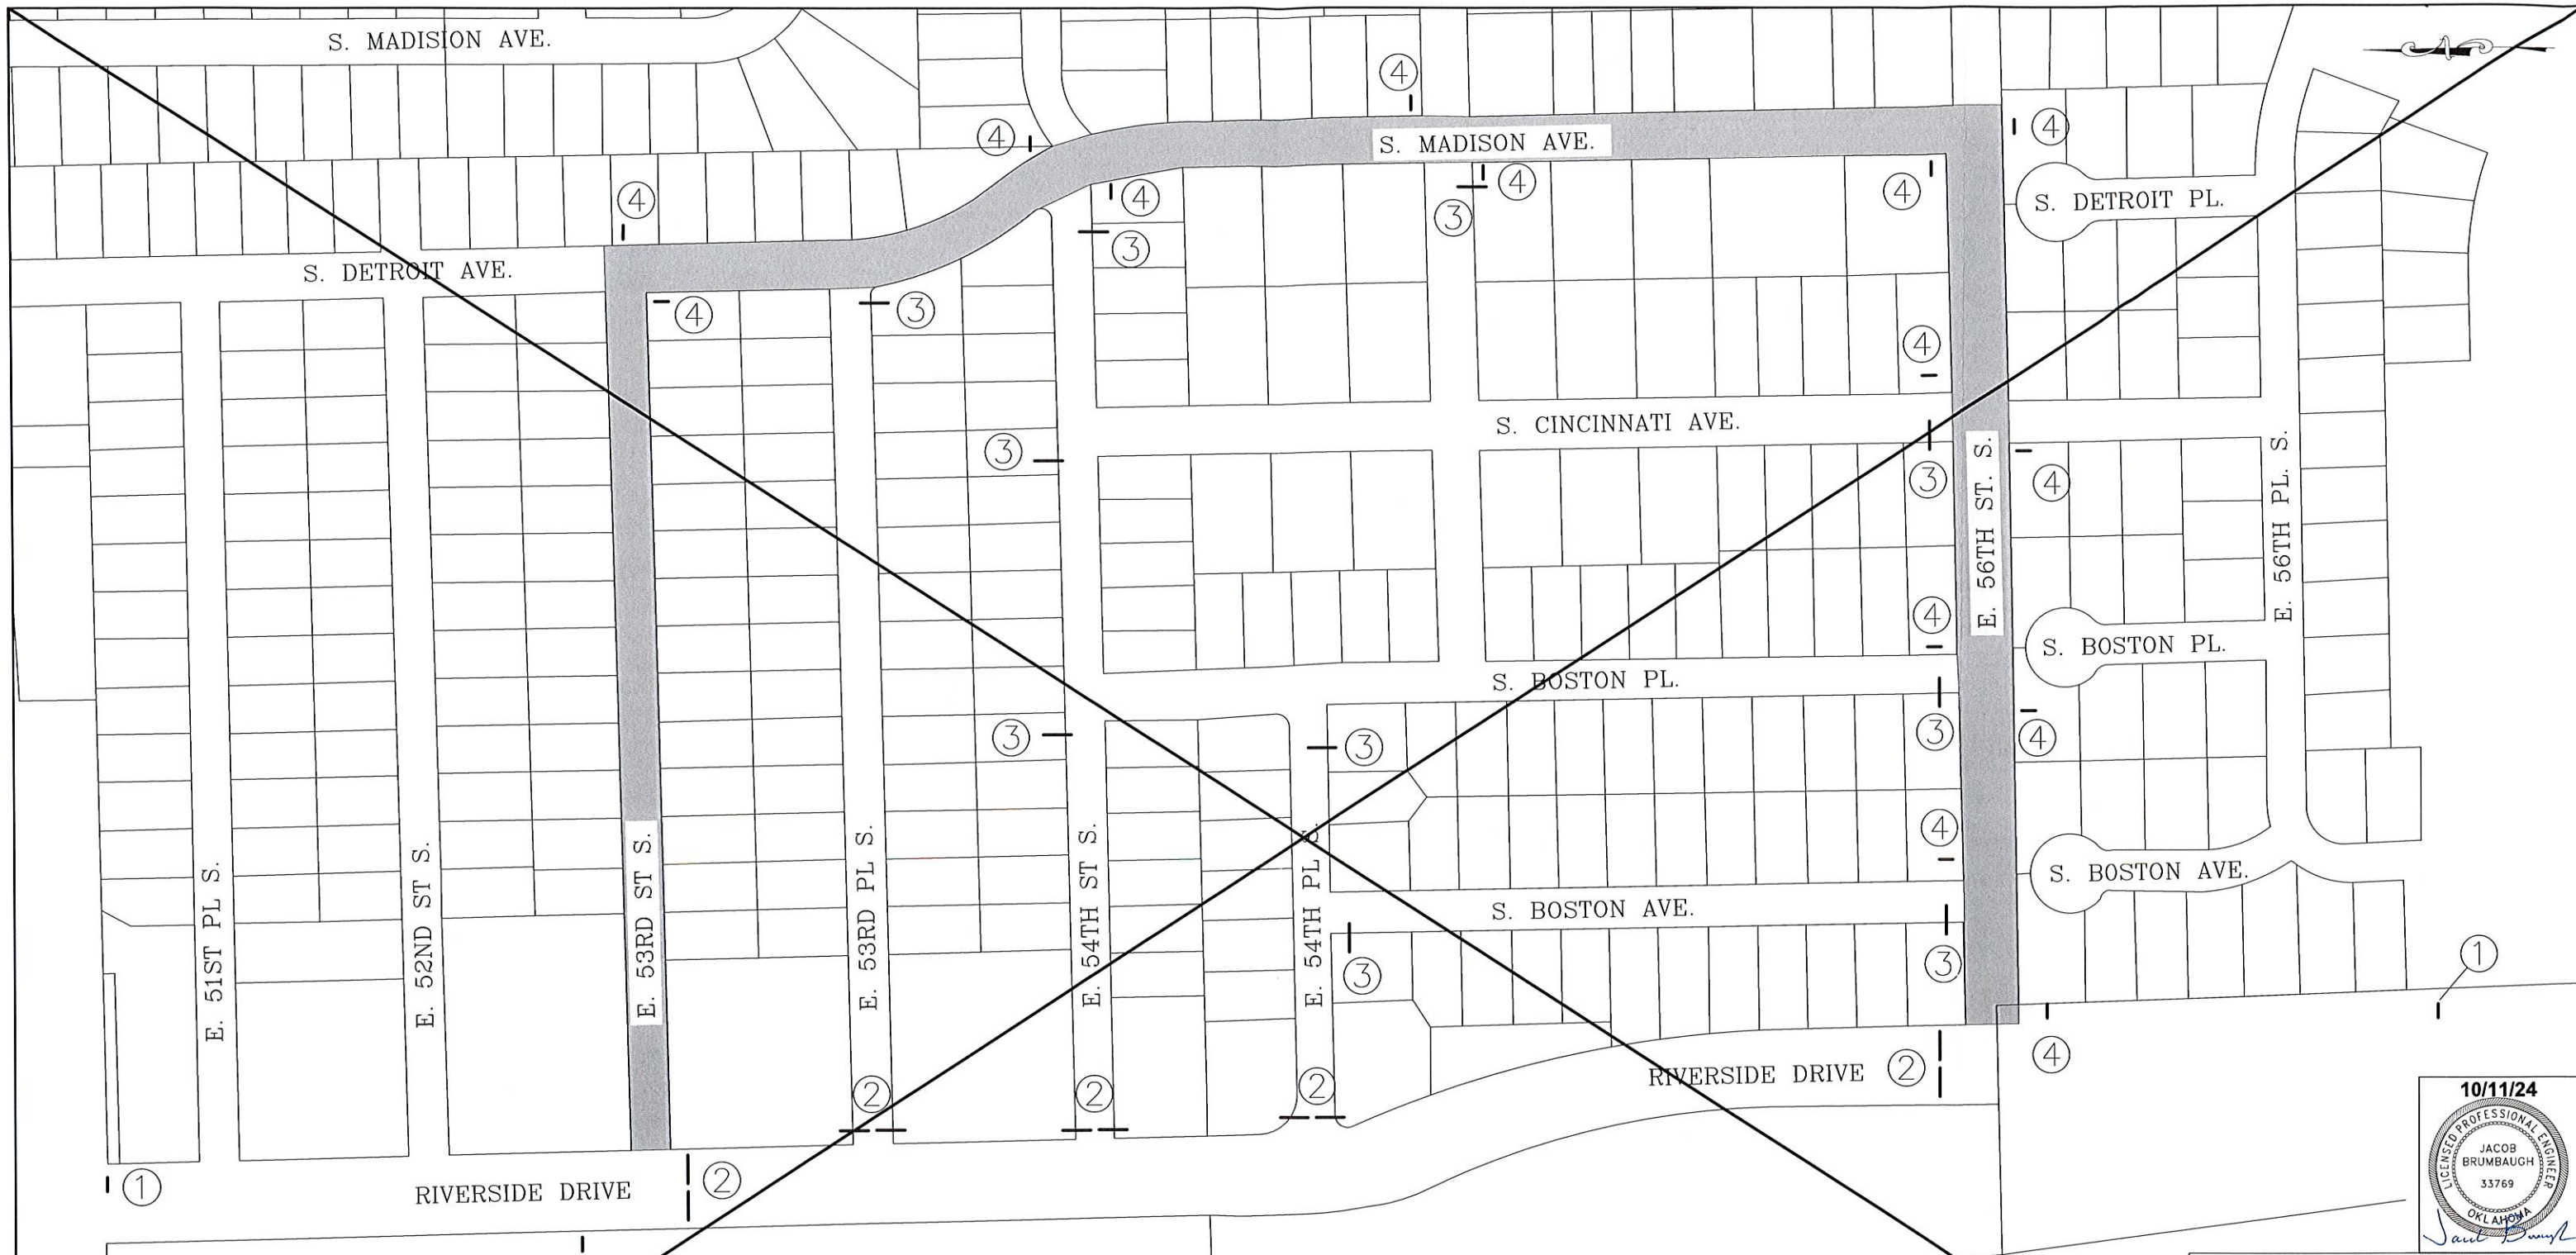 S. MADISION AVE.
④
④
④
S. MADISON AVE.
④
④
④
④
③
③
S. DETROIT PL.
S. DETROIT AVE.
④
③
④
S. CINCINNATI AVE.
③
③
④
E. 56TH ST. S.
E. 56TH PL. S.
④
S. BOSTON PL.
S. BOSTON PL.
③
③
③
④
④
S. BOSTON AVE.
S. BOSTON AVE.
E. 51ST PL S.
E. 52ND ST S.
E. 53RD ST S.
E. 53RD PL S.
E. 54TH ST S.
E. 54TH PL S.
③
③
①
④
②
②
②
RIVERSIDE DRIVE
②
①
RIVERSIDE DRIVE
②
10/11/24
LICENSED PROFESSIONAL ENGINEER
JACOB
BRUMBAUGH
33769
OKLAHOMA